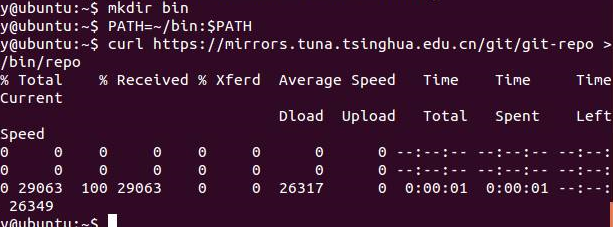 y@ubuntu:~$ mkdir bin
y@ubuntu:~$ PATH=~/bin:$PATH
y@ubuntu:~$ curl https://mirrors.tuna.tsinghua.edu.cn/git/git-repo >
/bin/repo
% Total % Received % Xferd Average Speed Time Time Time
Current
Dload Upload Total Spent Left
Speed
0 0 0 0 0 0 0 0 --:--:-- --:--:-- --:--:
0 0 0 0 0 0 0 0 --:--:-- --:--:-- --:--:
0 29063 100 29063 0 0 26317 0 0:00:01 0:00:01 --:--:
26349
y@ubuntu:~$